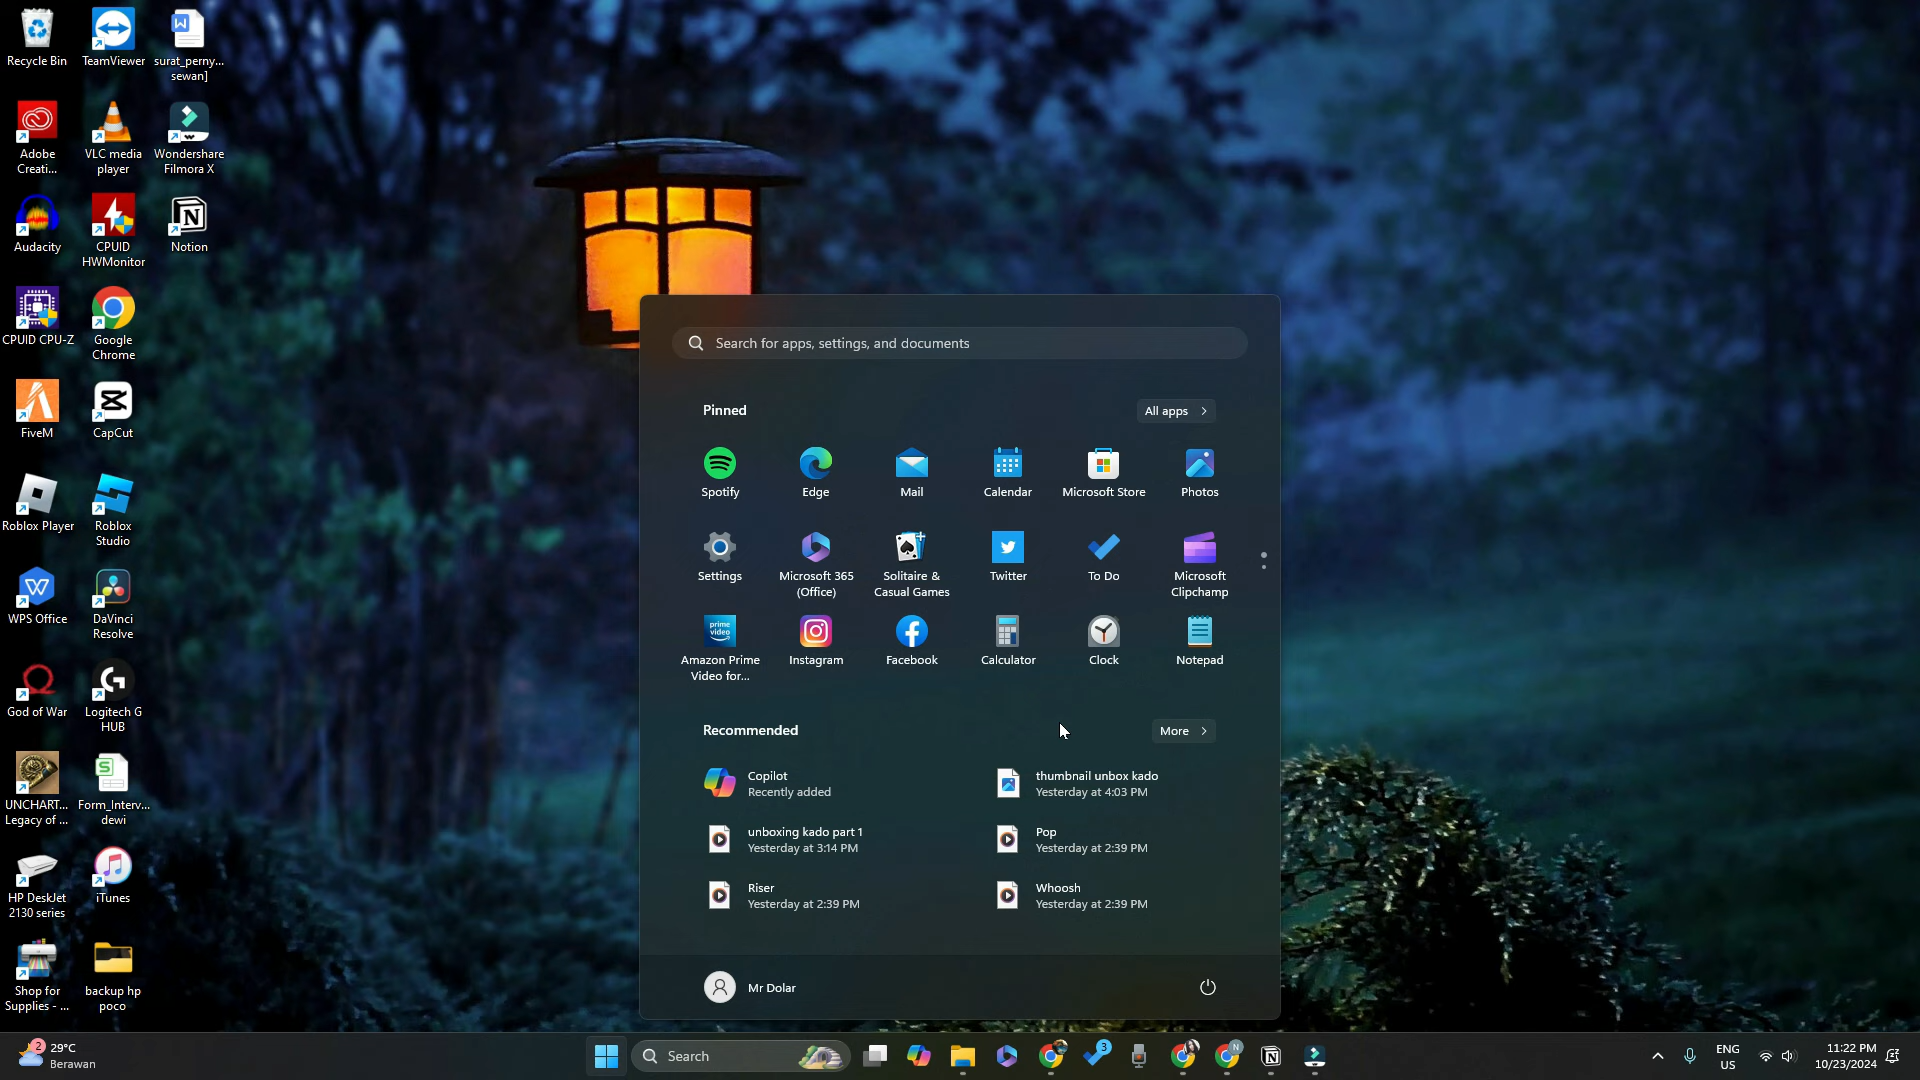 Recycle Bin
TeamViewer
surat_perny...
sewan]
Adobe
Creati...
VLC media
player
Wondershare
Filmora X
Audacity
CPUID
HWMonitor
Notion
CPUID CPU-Z
Google
Chrome
FiveM
CapCut
Roblox Player
Roblox
Studio
WPS Office
DaVinci
Resolve
God of War
Logitech G
HUB
UNCHART...
Legacy of ...
Form_Interv...
dewi
HP DeskJet
2130 series
iTunes
Shop for
Supplies - ...
backup hp
poco
Search for apps, settings, and documents
Pinned
All apps
Spotify
Edge
Mail
Calendar
Microsoft Store
Photos
Settings
Microsoft 365
(Office)
Solitaire &
Casual Games
Twitter
To Do
Microsoft
Clipchamp
prime
video
Amazon Prime
Video for...
Instagram
Facebook
Calculator
Clock
Notepad
Recommended
More
Copilot
Recently added
thumbnail unbox kado
Yesterday at 4:03 PM
unboxing kado part 1
Yesterday at 3:14 PM
Pop
Yesterday at 2:39 PM
Riser
Yesterday at 2:39 PM
Whoosh
Yesterday at 2:39 PM
Mr Dolar
2
29°C
Berawan
Search
3
N
ENG
US
11:22 PM
10/23/2024